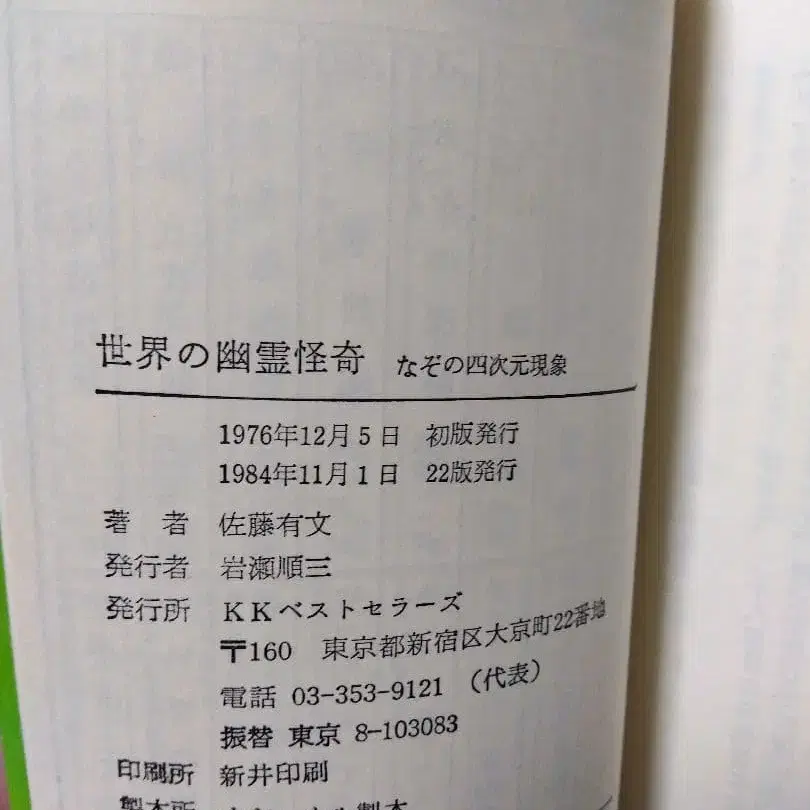 世界の幽霊怪奇 なぞの四次元現象
1976年12月5日 初版発行
1984年11月1日 22版発行
著者 佐藤有文
発行者 岩瀬順三
発行所 KKベストセラーズ
〒160 東京都新宿区大京町22番地
電話 03-353-9121 (代表)
振替 東京 8-103083
印刷所 新井印刷
製本所